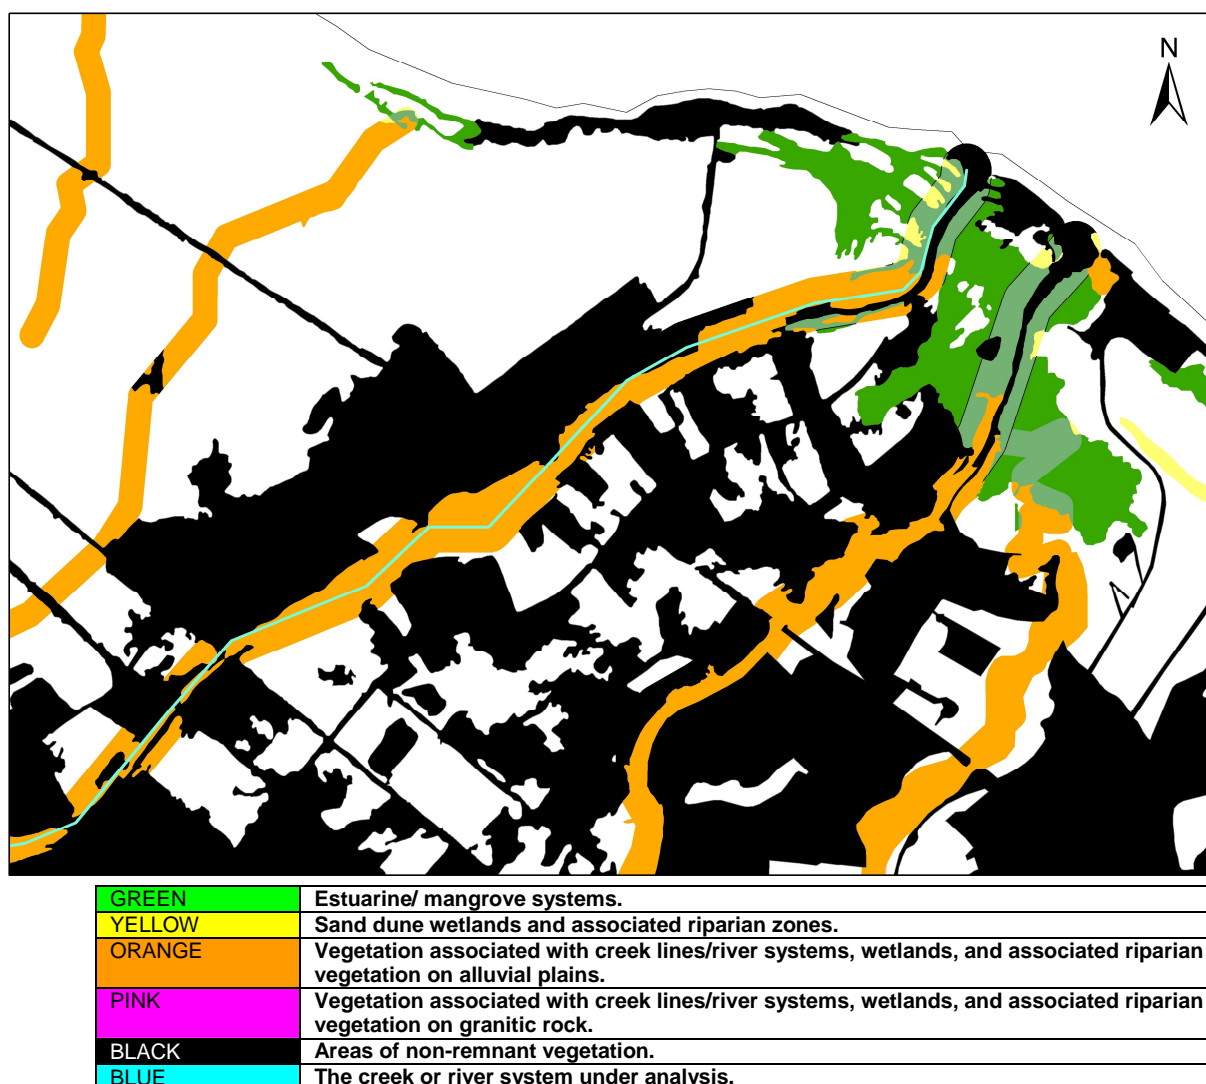 N
GREEN Estuarine/ mangrove systems.
YELLOW Sand dune wetlands and associated riparian zones.
ORANGE Vegetation associated with creek lines/river systems, wetlands, and associated riparian
vegetation on alluvial plains.
PINK Vegetation associated with creek lines/river systems, wetlands, and associated riparian
vegetation on granitic rock.
BLACK Areas of non-remnant vegetation.
BLUE The creek or river system under analysis.